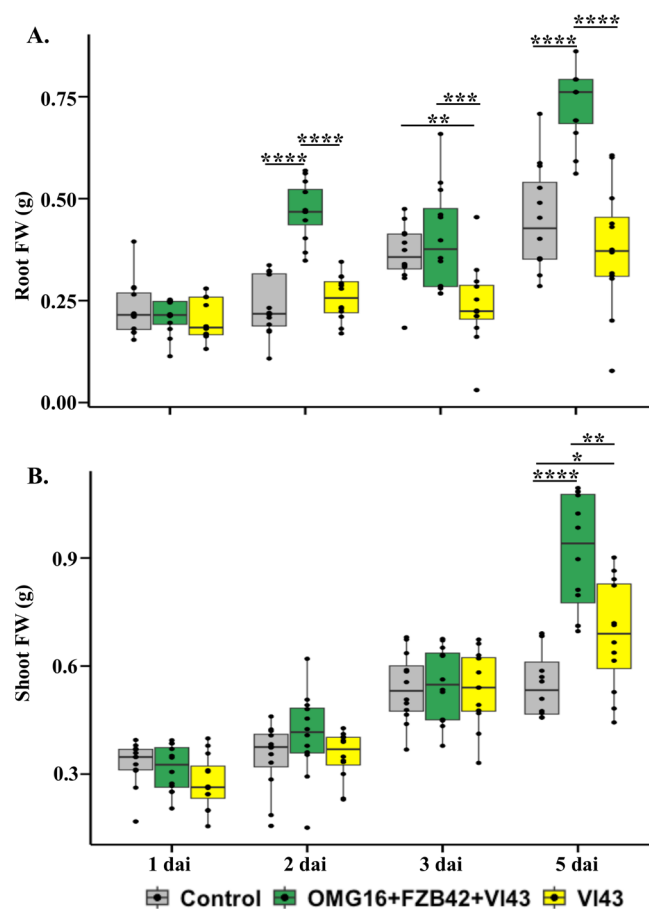 A.
Root FW (g)
0.75
0.50
0.25
0.00
**** ****
*** **
**** ****
B.
Shoot FW (g)
0.9
0.6
0.3
**
*
****
1 dai 2 dai 3 dai 5 dai
Control OMG16+FZB42+VI43 VI43